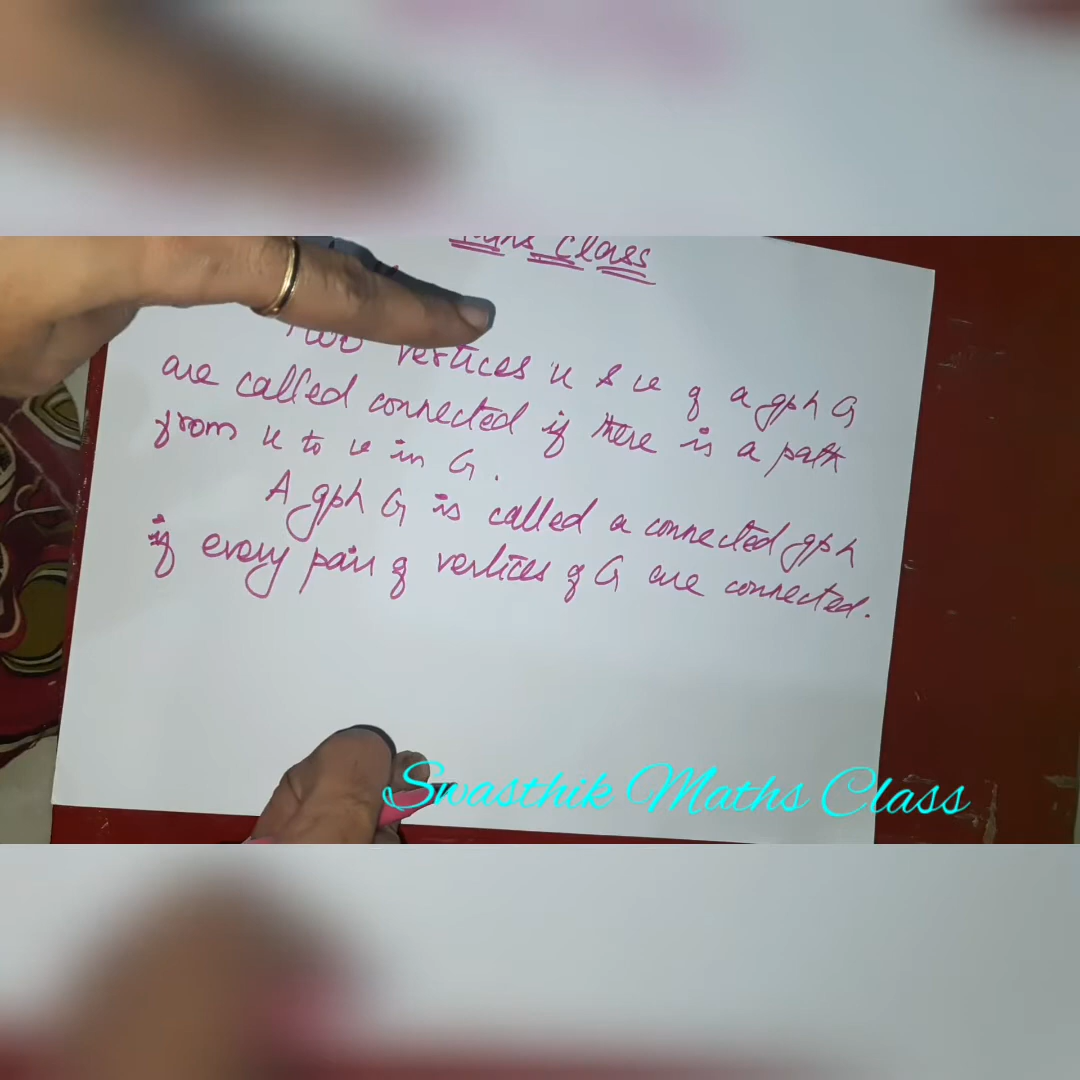 Class
Two vertices u & v of a gph G
are called connected if there is a path
from u to v in G.
A gph G is called a connected gph
if every pair of vertices of G are connected.
Swasthik Maths Class